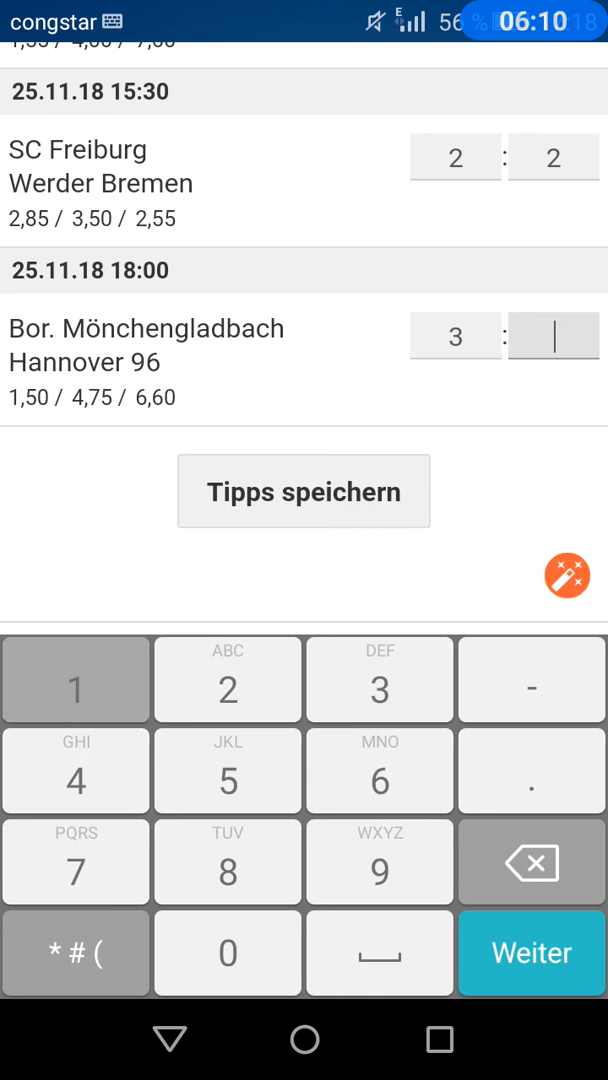 congstar E 56 % 06:10 18
25.11.18 15:30
SC Freiburg 2 : 2
Werder Bremen
2,85 / 3,50 / 2,55
25.11.18 18:00
Bor. Mönchengladbach 3 :
Hannover 96
1,50 / 4,75 / 6,60
Tipps speichern
ABC DEF
1 2 3 -
GHI JKL MNO
4 5 6 .
PQRS TUV WXYZ
7 8 9
* # ( 0 Weiter